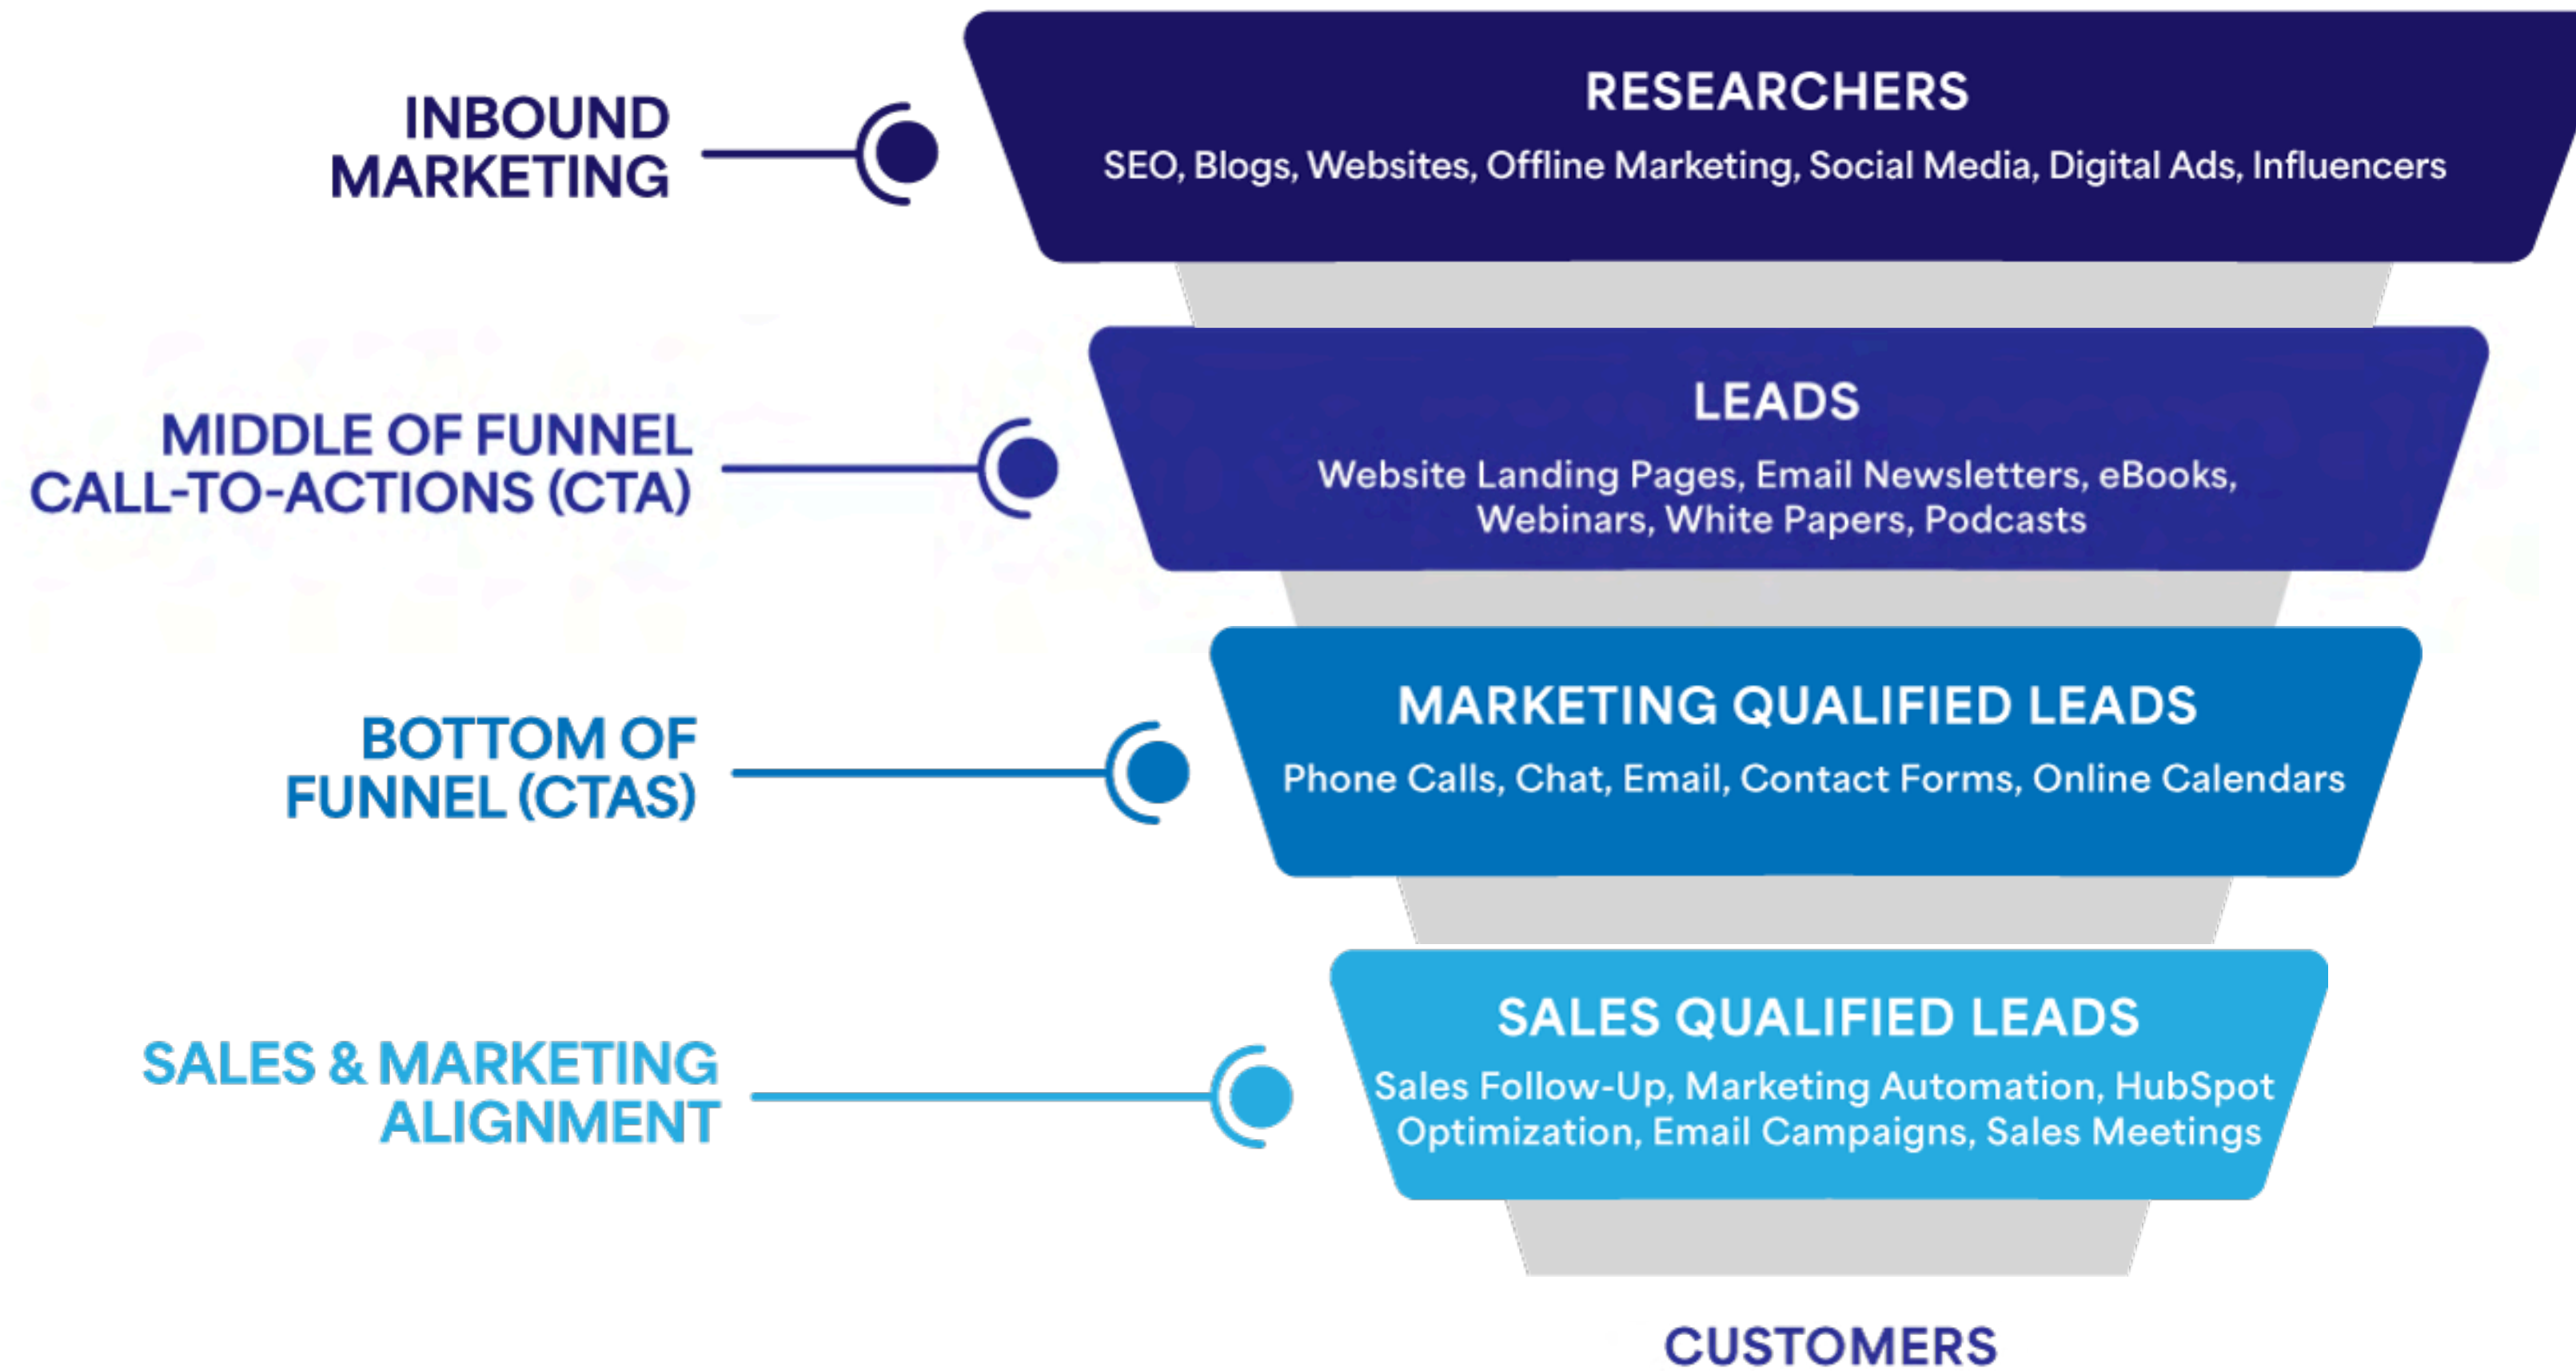 INBOUND
MARKETING
RESEARCHERS
SEO, Blogs, Websites, Offline Marketing, Social Media, Digital Ads, Influencers
MIDDLE OF FUNNEL
CALL-TO-ACTIONS (CTA)
LEADS
Website Landing Pages, Email Newsletters, eBooks,
Webinars, White Papers, Podcasts
BOTTOM OF
FUNNEL (CTAS)
MARKETING QUALIFIED LEADS
Phone Calls, Chat, Email, Contact Forms, Online Calendars
SALES & MARKETING
ALIGNMENT
SALES QUALIFIED LEADS
Sales Follow-Up, Marketing Automation, HubSpot
Optimization, Email Campaigns, Sales Meetings
CUSTOMERS